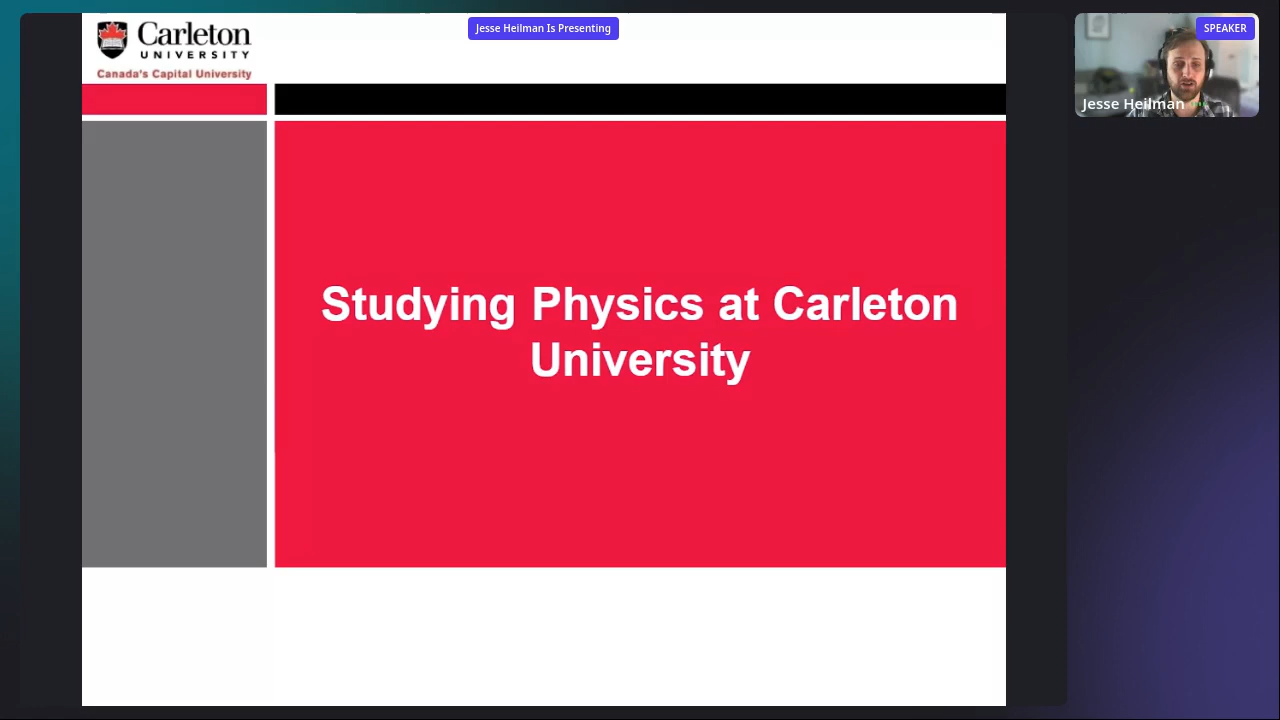 Carleton
UNIVERSITY
Canada's Capital University
Jesse Heilman Is Presenting
SPEAKER
Jesse Heilman
Studying Physics at Carleton
University